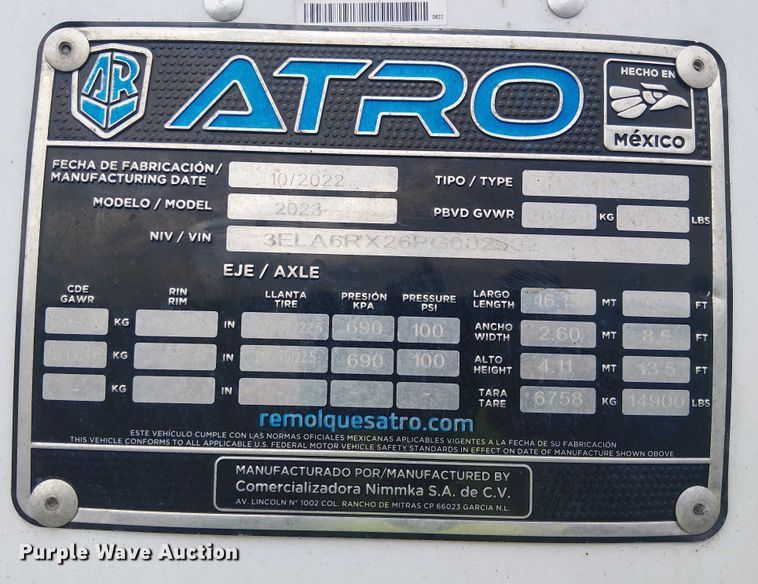 0622
AR
ATRO
HECHO EN
MÉXICO
FECHA DE FABRICACIÓN/
MANUFACTURING DATE
10/2022
TIPO / TYPE
MODELO / MODEL
2023
PBVD GVWR
KG
LBS
NIV / VIN
EJE / AXLE
CDE
GAWR
RIN
RIM
LLANTA
TIRE
PRESIÓN
KPA
PRESSURE
PSI
LARGO
LENGTH
16.15
MT
FT
KG
IN
690
100
ANCHO
WIDTH
2.60
MT
8.5
FT
KG
IN
690
100
ALTO
HEIGHT
4.11
MT
13.5
FT
KG
IN
TARA
TARE
6758
KG
14900
LBS
remolquesatro.com
ESTE VEHÍCULO CUMPLE CON LAS NORMAS OFICIALES MEXICANAS APLICABLES VIGENTES A LA FECHA DE SU FABRICACIÓN
THIS VEHICLE CONFORMS TO ALL APPLICABLE U.S. FEDERAL MOTOR VEHICLE SAFETY STANDARDS IN EFFECT ON DATE OF MANUFACTURE SHOWN ABOVE
MANUFACTURADO POR/MANUFACTURED BY
Comercializadora Nimmka S.A. de C.V.
AV. LINCOLN N° 1002 COL. RANCHO DE MITRAS CP 66023 GARCIA N.L.
Purple Wave Auction